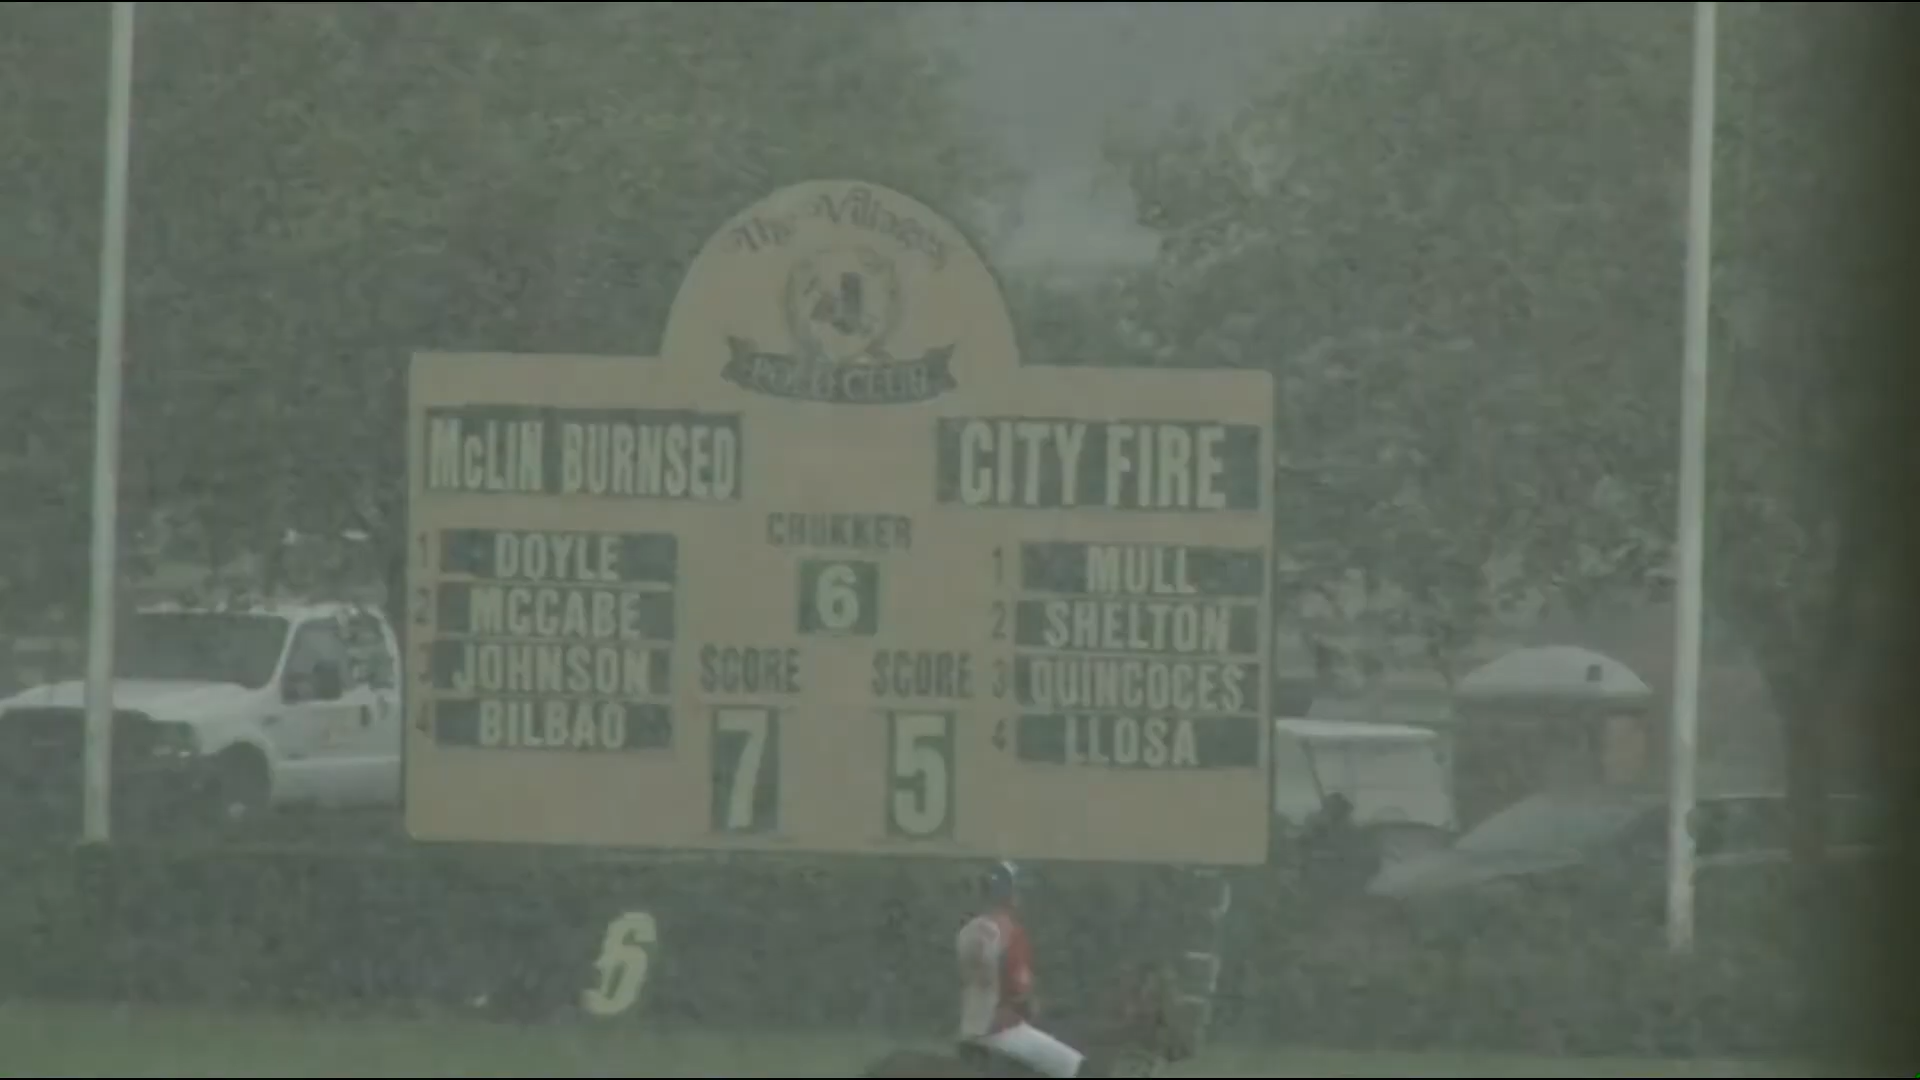 The Villages
POLO CLUB
McLIN BURNSED
CITY FIRE
CHUKKER
6
1 DOYLE
2 MCCABE
3 JOHNSON
4 BILBAO
SCORE
7
SCORE
5
1 MULL
2 SHELTON
3 QUINCOCES
4 LLOSA
6